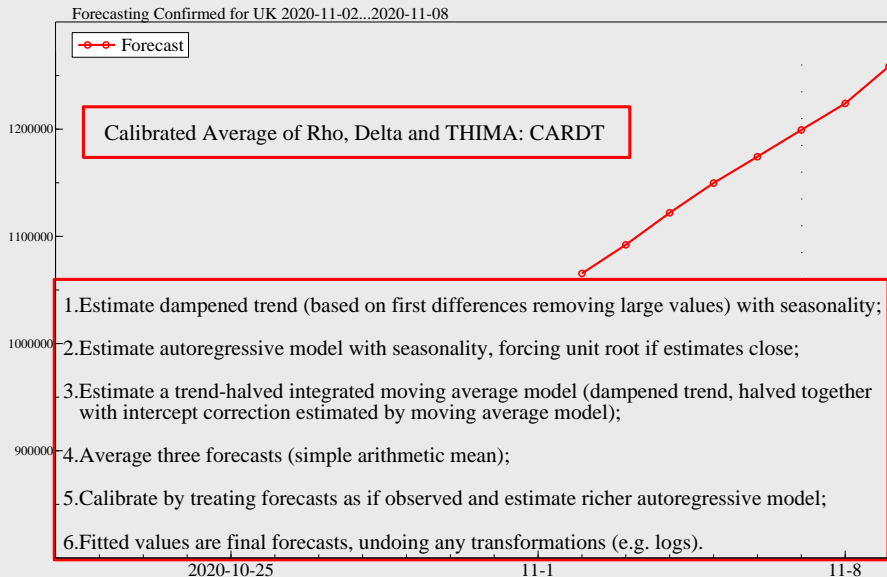 Forecasting Confirmed for UK 2020-11-02...2020-11-08
Forecast
1200000
Calibrated Average of Rho, Delta and THIMA: CARDT
1100000
1.Estimate dampened trend (based on first differences removing large values) with seasonality;
1000000
2.Estimate autoregressive model with seasonality, forcing unit root if estimates close;
3.Estimate a trend-halved integrated moving average model (dampened trend, halved together
with intercept correction estimated by moving average model);
900000
4.Average three forecasts (simple arithmetic mean);
5.Calibrate by treating forecasts as if observed and estimate richer autoregressive model;
6.Fitted values are final forecasts, undoing any transformations (e.g. logs).
2020-10-25
11-1
11-8